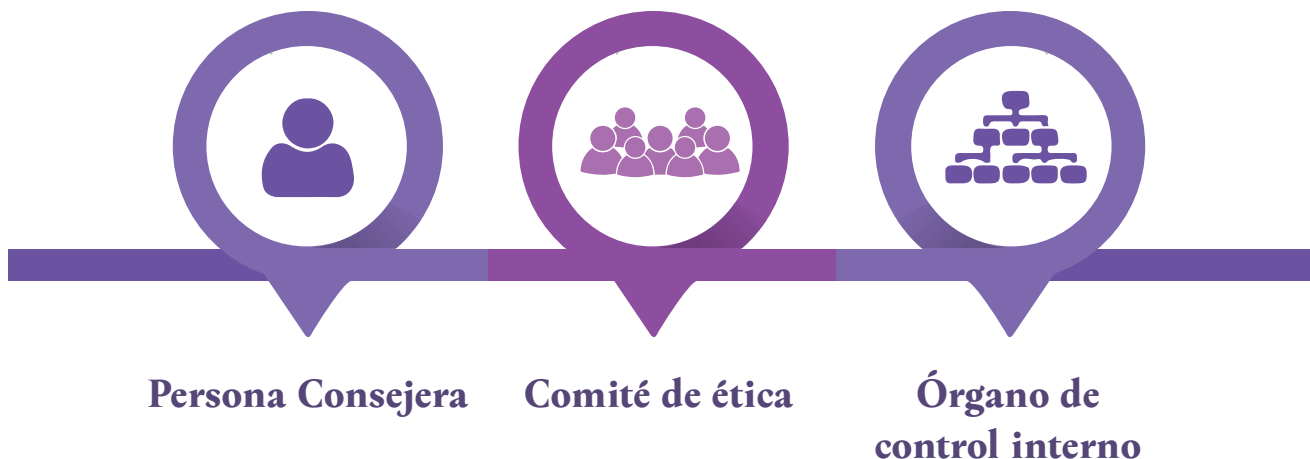 Persona Consejera
Comité de ética
Órgano de
control interno